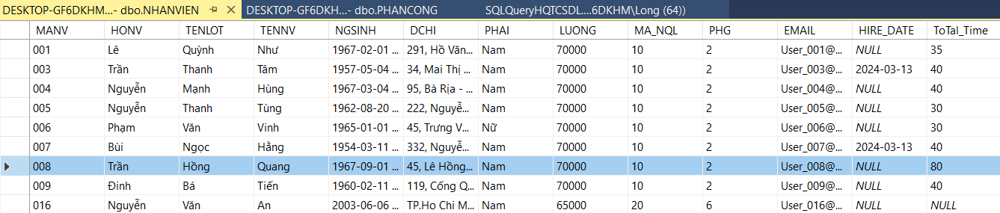 DESKTOP-GF6DKHM...- dbo.NHANVIEN DESKTOP-GF6DKH...- dbo.PHANCONG SQLQueryHQTCSDL....6DKHM\Long (64))
MANV HONV TENLOT TENNV NGSINH DCHI PHAI LUONG MA_NQL PHG EMAIL HIRE_DATE ToTal_Time
001 Lê Quỳnh Như 1967-02-01 ... 291, Hồ Văn... Nam 70000 10 2 User_001@... NULL 35
003 Trần Thanh Tâm 1957-05-04 ... 34, Mai Thị ... Nam 70000 10 2 User_003@... 2024-03-13 40
004 Nguyễn Mạnh Hùng 1967-03-04 ... 95, Bà Rịa - ... Nam 70000 10 2 User_004@... NULL 40
005 Nguyễn Thanh Tùng 1962-08-20 ... 222, Nguyễ... Nam 70000 10 2 User_005@... NULL 30
006 Phạm Văn Vinh 1965-01-01 ... 45, Trưng V... Nữ 70000 10 2 User_006@... NULL 30
007 Bùi Ngọc Hằng 1954-03-11 ... 332, Nguyễ... Nam 70000 10 2 User_007@... 2024-03-13 40
008 Trần Hồng Quang 1967-09-01 ... 45, Lê Hồng... Nam 70000 10 2 User_008@... NULL 80
009 Đinh Bá Tiến 1960-02-11 ... 119, Cống Q... Nam 70000 10 2 User_009@... NULL 40
016 Nguyễn Văn An 2003-06-06 ... TP.Ho Chi M... Nam 65000 20 6 User_016@... NULL NULL